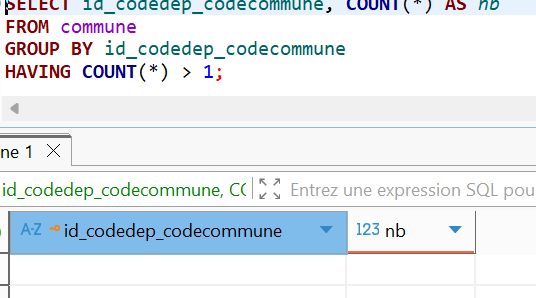 SELECT id_codedep_codecommune, COUNT(*) AS nb
FROM commune
GROUP BY id_codedep_codecommune
HAVING COUNT(*) > 1;
ne 1
id_codedep_codecommune, CO
Entrez une expression SQL pou
A-Z id_codedep_codecommune 123 nb